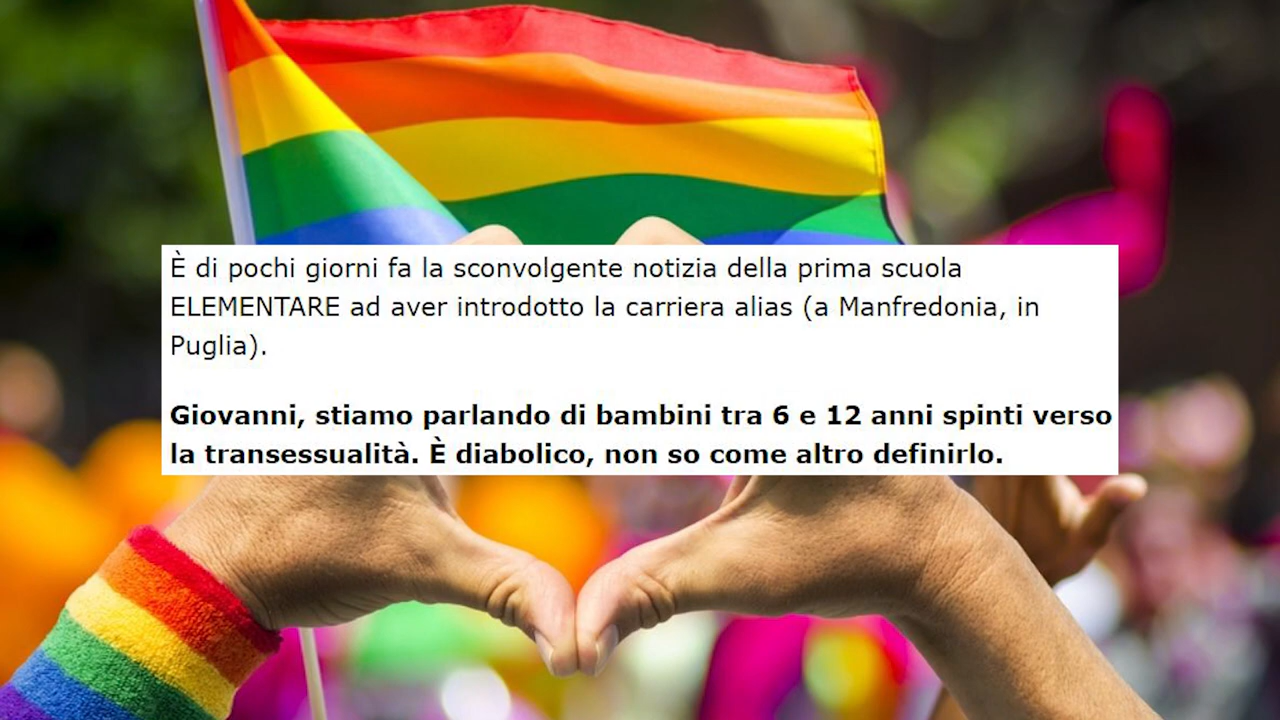 È di pochi giorni fa la sconvolgente notizia della prima scuola
ELEMENTARE ad aver introdotto la carriera alias (a Manfredonia, in
Puglia).
Giovanni, stiamo parlando di bambini tra 6 e 12 anni spinti verso
la transessualità. È diabolico, non so come altro definirlo.